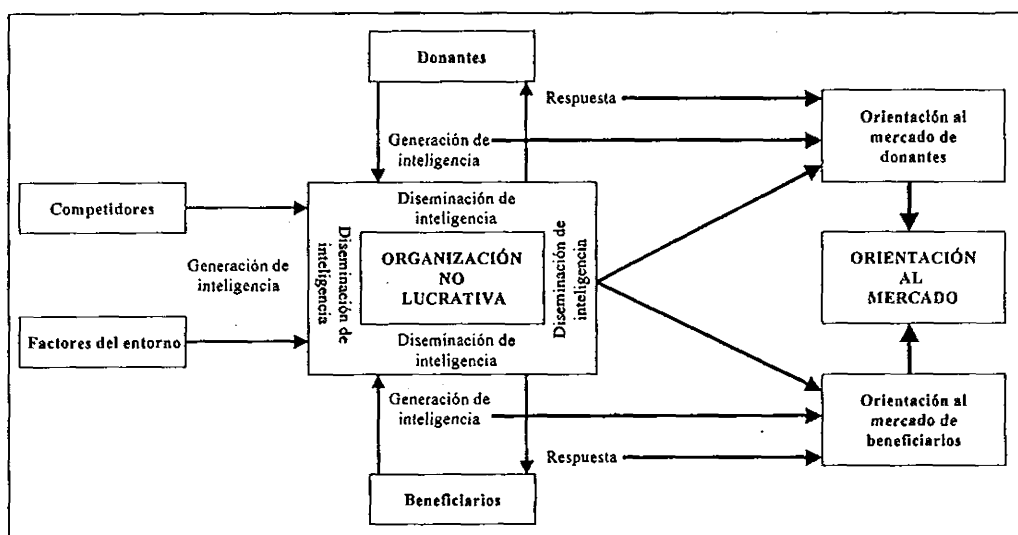 Donantes
Respuesta
Orientación al
mercado de
donantes
Generación de
inteligencia
Competidores
Diseminación de
inteligencia
Generación de
inteligencia
Diseminación de
inteligencia
ORGANIZACIÓN
NO
LUCRATIVA
Diseminación de
inteligencia
ORIENTACIÓN
AL
MERCADO
Factores del entorno
Diseminación de
inteligencia
Generación de
inteligencia
Orientación al
mercado de
beneficiarios
Respuesta
Beneficiarios